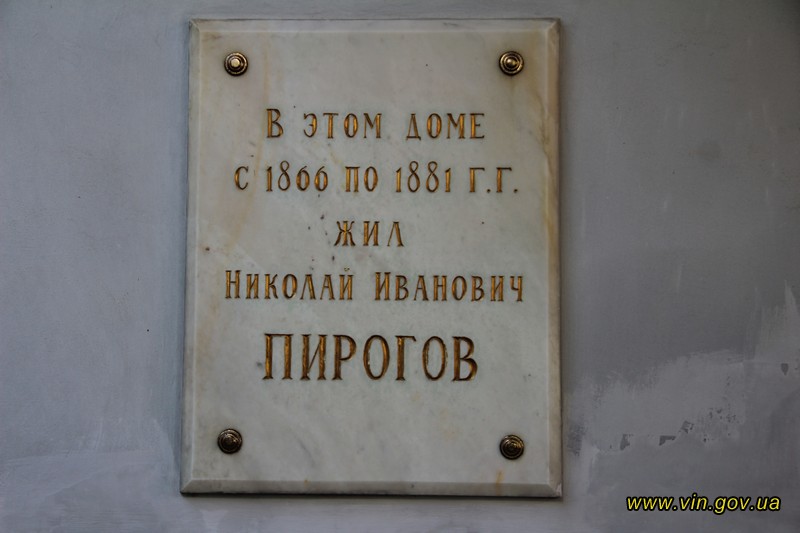 В ЭТОМ ДОМЕ
С 1866 ПО 1881 Г.Г.
ЖИЛ
НИКОЛАЙ ИВАНОВИЧ
ПИРОГОВ
www.vin.gov.ua